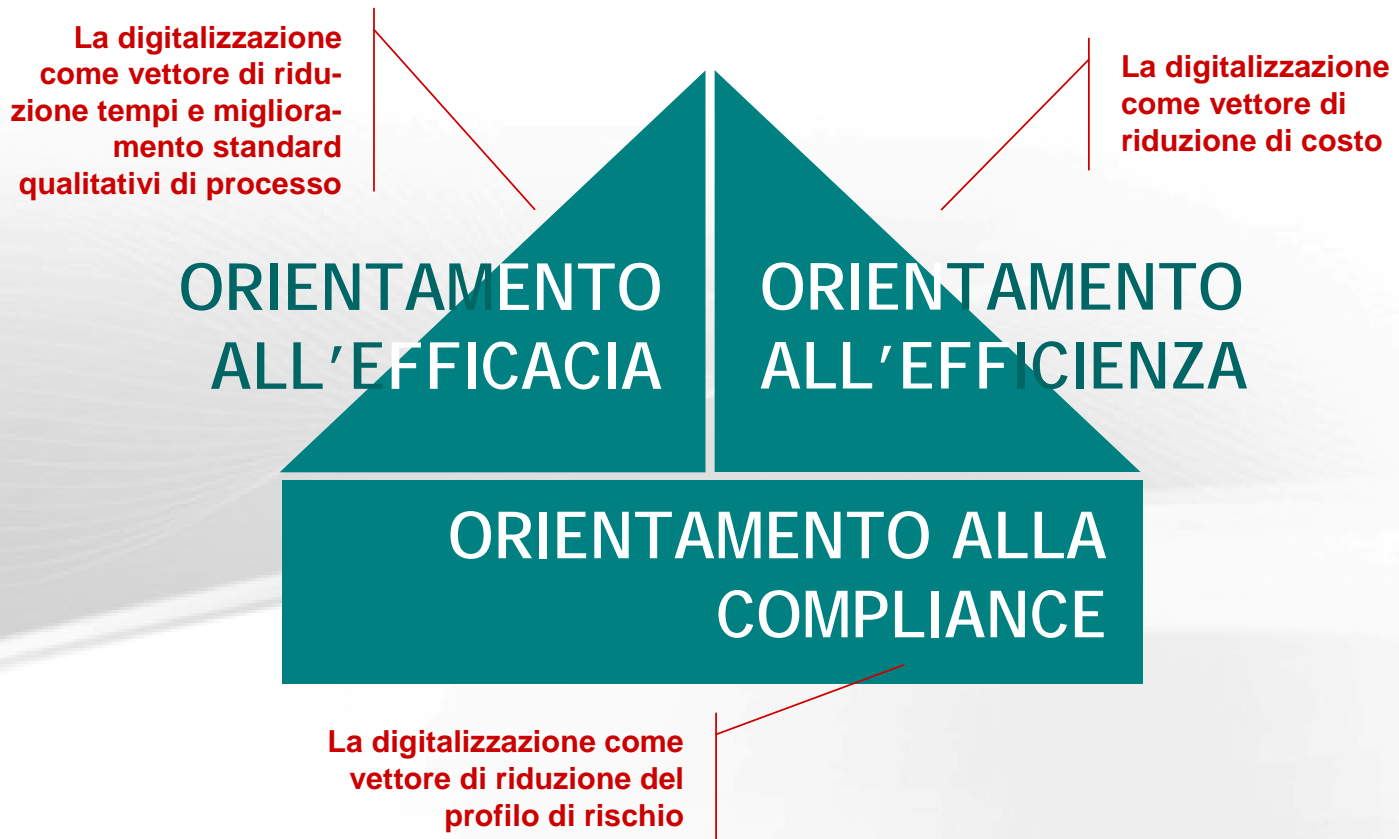 La digitalizzazione
come vettore di ridu-
zione tempi e migliora-
mento standard
qualitativi di processo
La digitalizzazione
come vettore di
riduzione di costo
ORIENTAMENTO
ALL’EFFICACIA
ORIENTAMENTO
ALL’EFFICIENZA
ORIENTAMENTO ALLA
COMPLIANCE
La digitalizzazione come
vettore di riduzione del
profilo di rischio